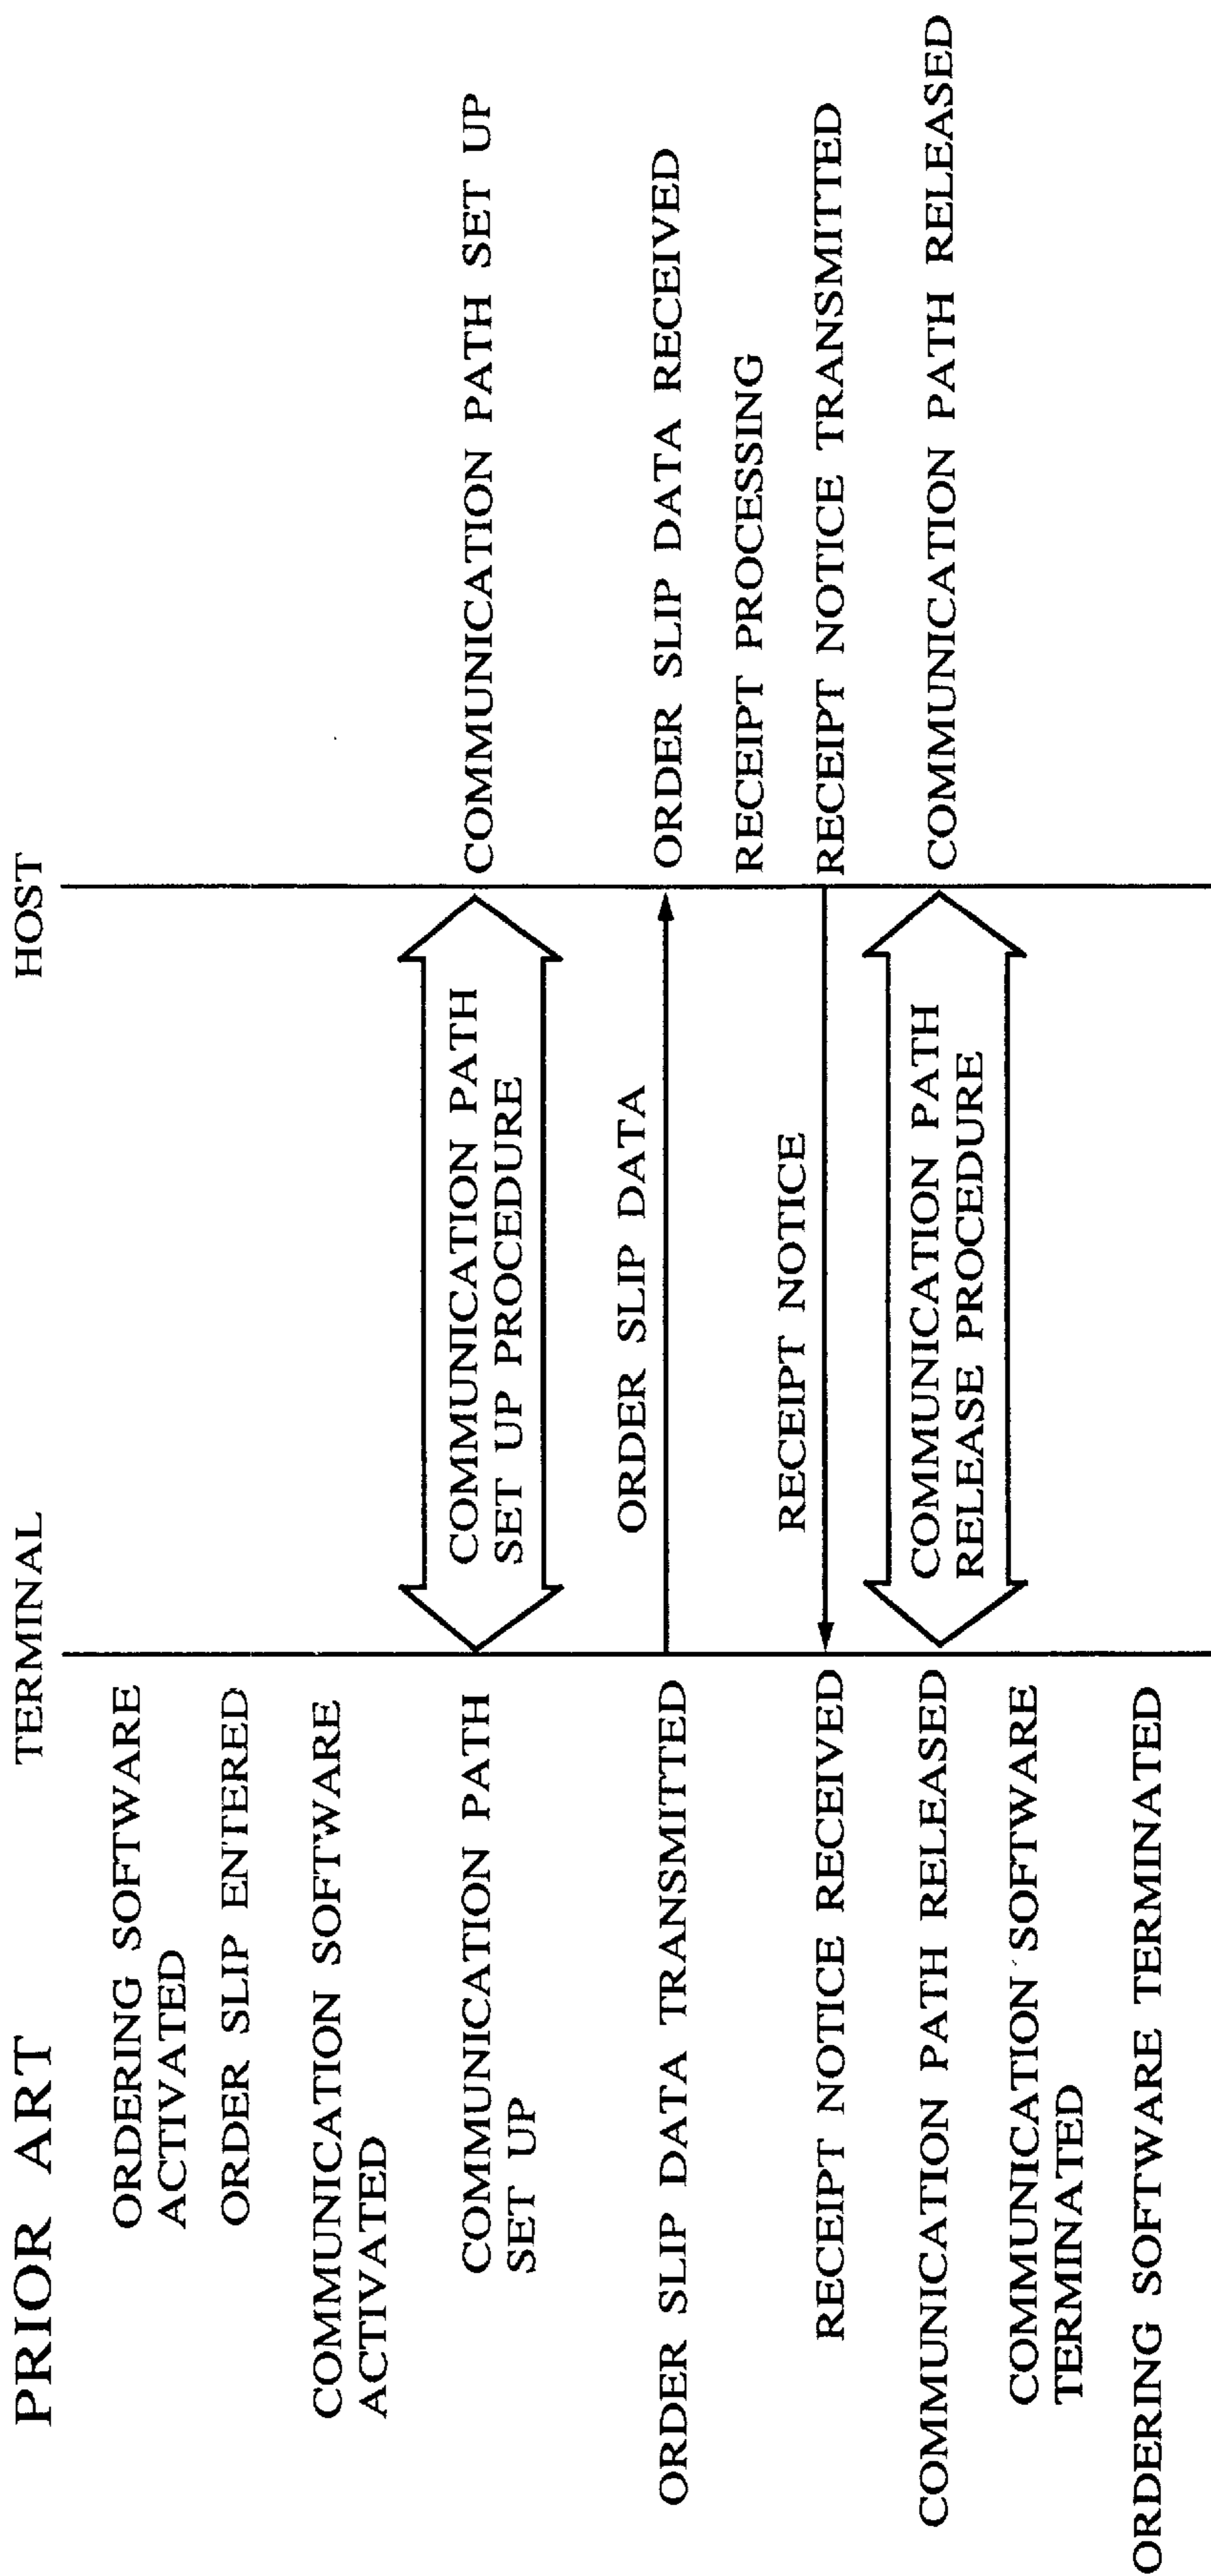 PRIOR ART
TERMINAL
HOST
ORDERING SOFTWARE
ACTIVATED
ORDER SLIP ENTERED
COMMUNICATION SOFTWARE
ACTIVATED
COMMUNICATION PATH
SET UP
COMMUNICATION PATH
SET UP PROCEDURE
COMMUNICATION PATH SET UP
ORDER SLIP DATA TRANSMITTED
ORDER SLIP DATA
ORDER SLIP DATA RECEIVED
RECEIPT PROCESSING
RECEIPT NOTICE RECEIVED
RECEIPT NOTICE
RECEIPT NOTICE TRANSMITTED
COMMUNICATION PATH RELEASED
COMMUNICATION PATH
RELEASE PROCEDURE
COMMUNICATION PATH RELEASED
COMMUNICATION SOFTWARE
TERMINATED
ORDERING SOFTWARE TERMINATED